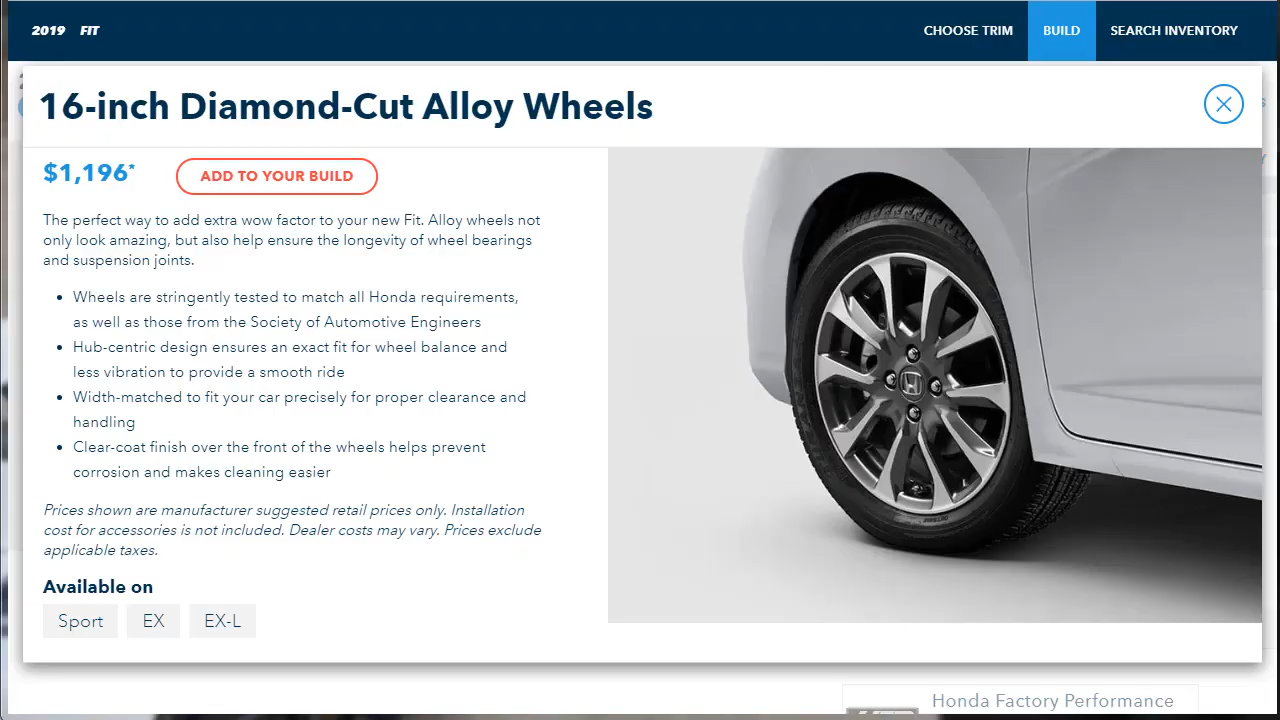 2019 FIT
CHOOSE TRIM
BUILD
SEARCH INVENTORY
16-inch Diamond-Cut Alloy Wheels
$1,196*
ADD TO YOUR BUILD
The perfect way to add extra wow factor to your new Fit. Alloy wheels not
only look amazing, but also help ensure the longevity of wheel bearings
and suspension joints.
• Wheels are stringently tested to match all Honda requirements,
as well as those from the Society of Automotive Engineers
• Hub-centric design ensures an exact fit for wheel balance and
less vibration to provide a smooth ride
• Width-matched to fit your car precisely for proper clearance and
handling
• Clear-coat finish over the front of the wheels helps prevent
corrosion and makes cleaning easier
Prices shown are manufacturer suggested retail prices only. Installation
cost for accessories is not included. Dealer costs may vary. Prices exclude
applicable taxes.
Available on
Sport
EX
EX-L
Honda Factory Performance